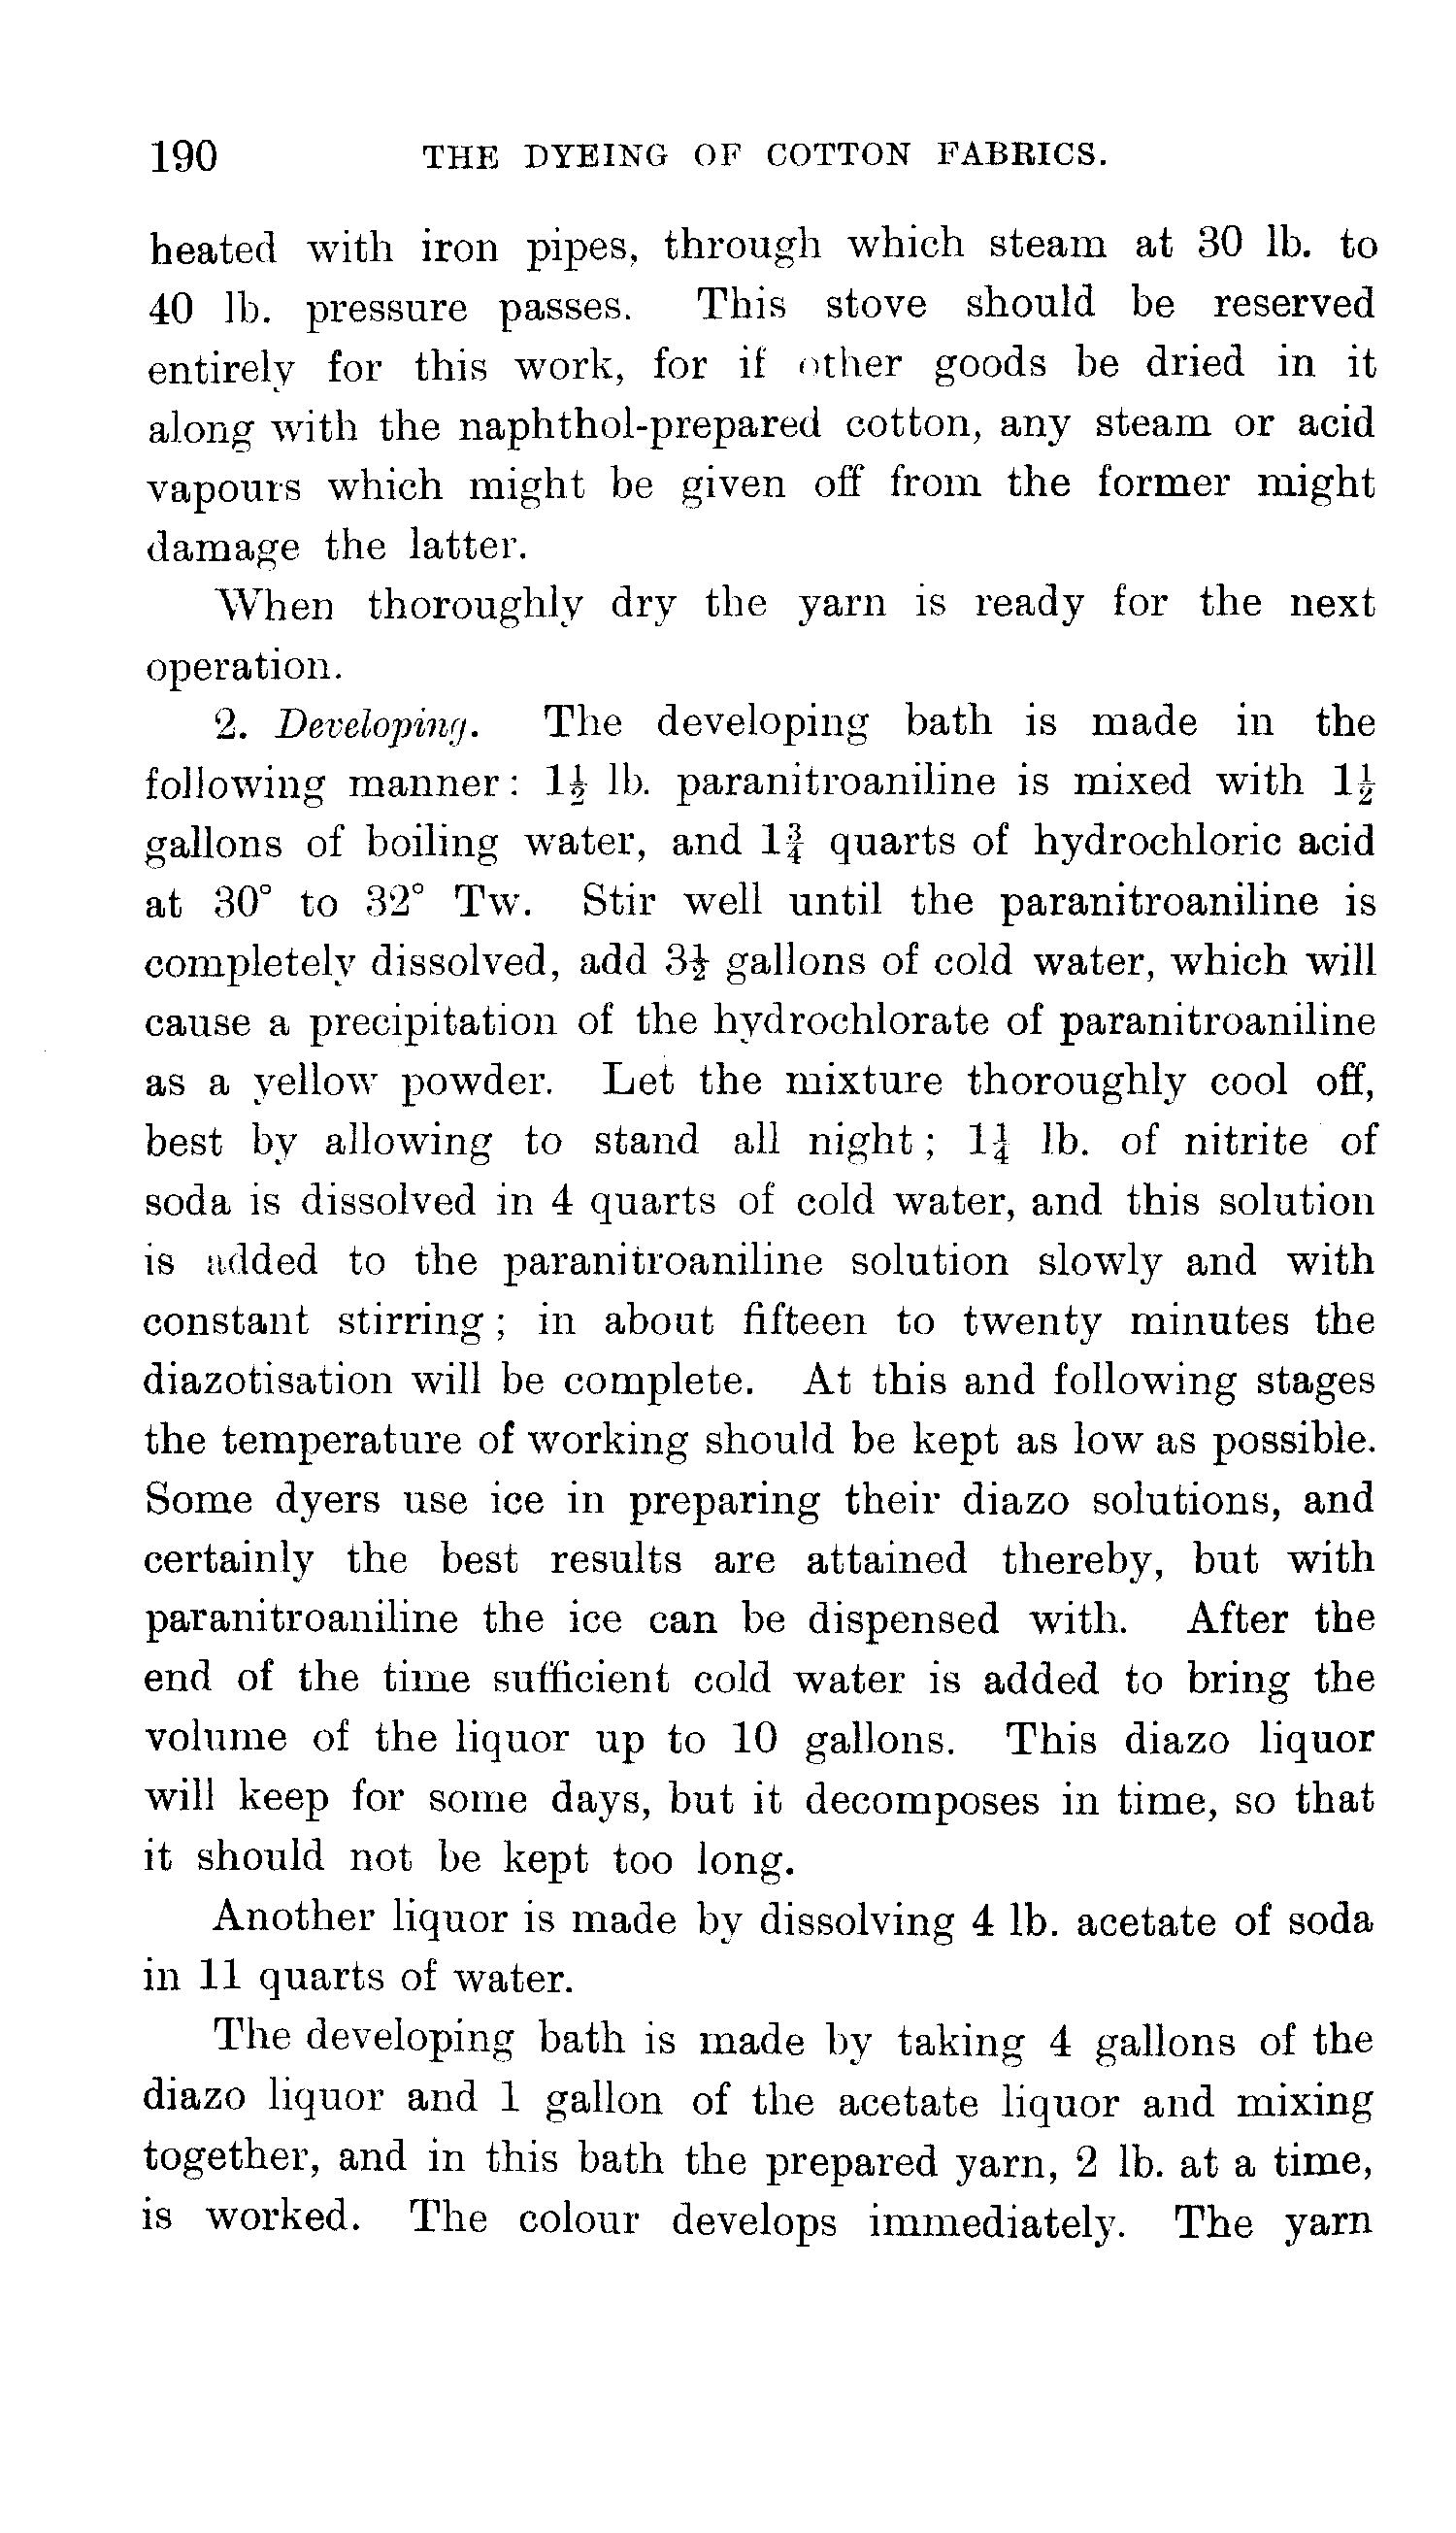 190 THE DYEING OF COTTON FABRICS.
heated with iron pipes, through which steam at 30 lb. to
40 lb. pressure passes. This stove should be reserved
entirely for this work, for if other goods be dried in it
along with the naphthol-prepared cotton, any steam or acid
vapours which might be given off from the former might
damage the latter.
When thoroughly dry the yarn is ready for the next
operation.
2. Developing. The developing bath is made in the
following manner: 1½ lb. paranitroaniline is mixed with 1½
gallons of boiling water, and 1¾ quarts of hydrochloric acid
at 30° to 32° Tw. Stir well until the paranitroaniline is
completely dissolved, add 3½ gallons of cold water, which will
cause a precipitation of the hydrochlorate of paranitroaniline
as a yellow powder. Let the mixture thoroughly cool off,
best by allowing to stand all night; 1¼ lb. of nitrite of
soda is dissolved in 4 quarts of cold water, and this solution
is added to the paranitroaniline solution slowly and with
constant stirring; in about fifteen to twenty minutes the
diazotisation will be complete. At this and following stages
the temperature of working should be kept as low as possible.
Some dyers use ice in preparing their diazo solutions, and
certainly the best results are attained thereby, but with
paranitroaniline the ice can be dispensed with. After the
end of the time sufficient cold water is added to bring the
volume of the liquor up to 10 gallons. This diazo liquor
will keep for some days, but it decomposes in time, so that
it should not be kept too long.
Another liquor is made by dissolving 4 lb. acetate of soda
in 11 quarts of water.
The developing bath is made by taking 4 gallons of the
diazo liquor and 1 gallon of the acetate liquor and mixing
together, and in this bath the prepared yarn, 2 lb. at a time,
is worked. The colour develops immediately. The yarn